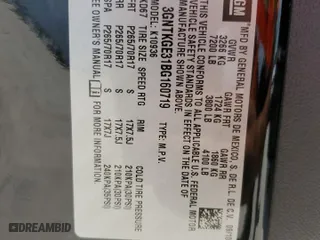 GM
MFD BY GENERAL MOTORS DE MEXICO, S. DE R.L. DE C.V.
GVWR GAWR FRT GAWR RR
3266 KG 1724 KG 1860 KG
7200 LB 3800 LB 4100 LB
THIS VEHICLE CONFORMS TO ALL APPLICABLE U.S. FEDERAL MOTOR
VEHICLE SAFETY STANDARDS IN EFFECT ON THE DATE OF
MANUFACTURE SHOWN ABOVE.
TYPE: M.P.V.
MODEL:
TIRE SIZE SPEED RTG RIM COLD TIRE PRESSURE
FRT P265/70R17 S 17X7.5J 210KPA(30PSI)
RR P265/70R17 S 17X7.5J 210KPA(30PSI)
P265/70R17 S 17X7J 240KPA(35PSI)
SEE OWNER'S MANUAL FOR MORE INFORMATION.
DREAMBID